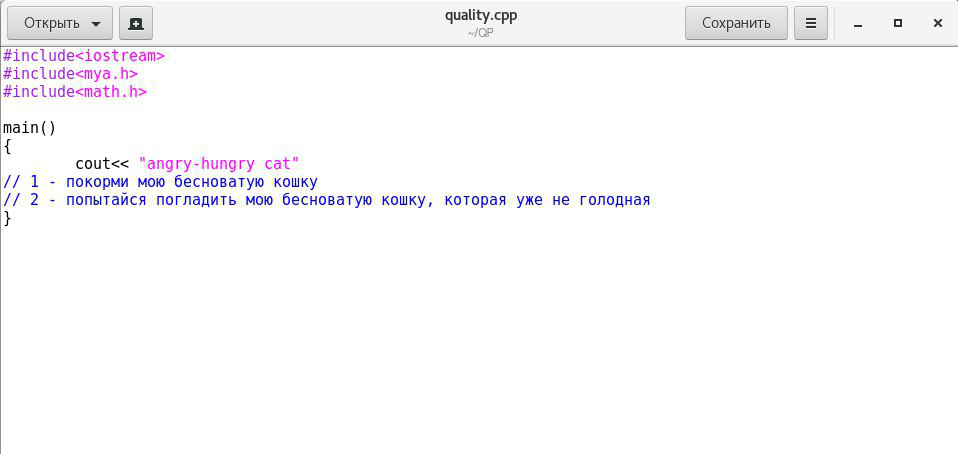 Открыть
quality.cpp
~/QP
Сохранить
#include<iostream>
#include<mya.h>
#include<math.h>
main()
{
cout<< "angry-hungry cat"
// 1 - покорми мою бесноватую кошку
// 2 - попытайся погладить мою бесноватую кошку, которая уже не голодная
}